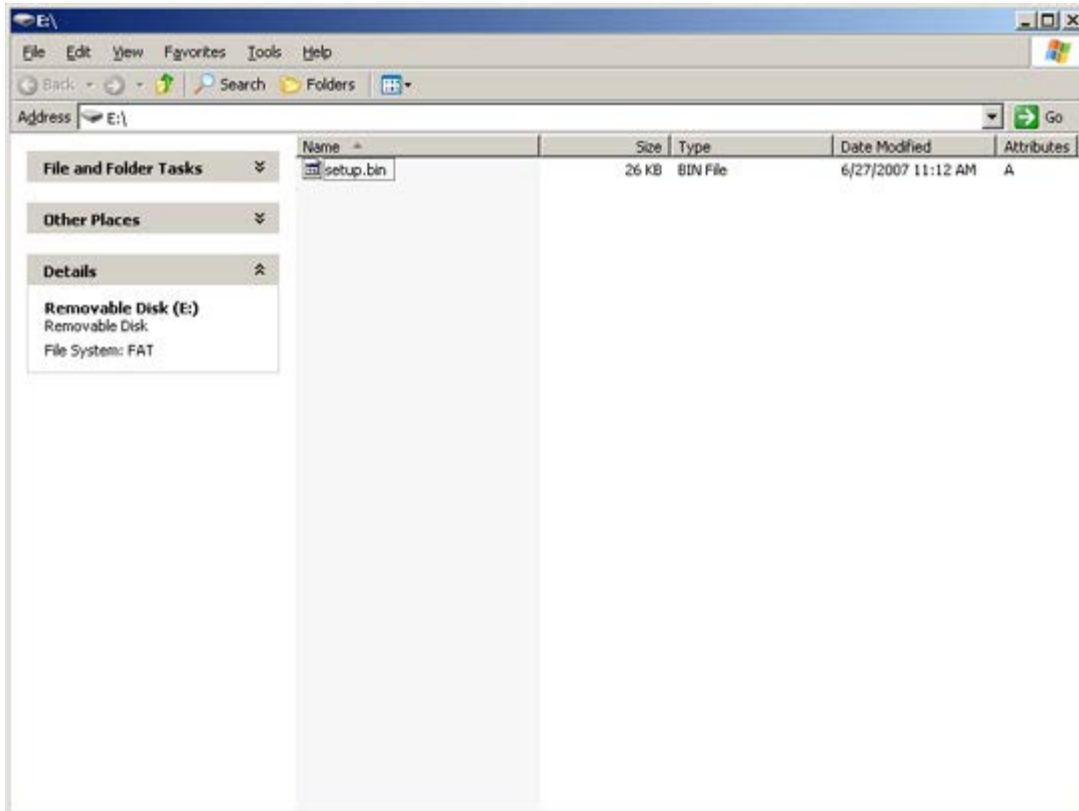 E:\
File Edit View Favorites Tools Help
Back Search Folders
Address E:\ Go
Name Size Type Date Modified Attributes
setup.bin 26 KB BIN File 6/27/2007 11:12 AM A
File and Folder Tasks
Other Places
Details
Removable Disk (E:)
Removable Disk
File System: FAT